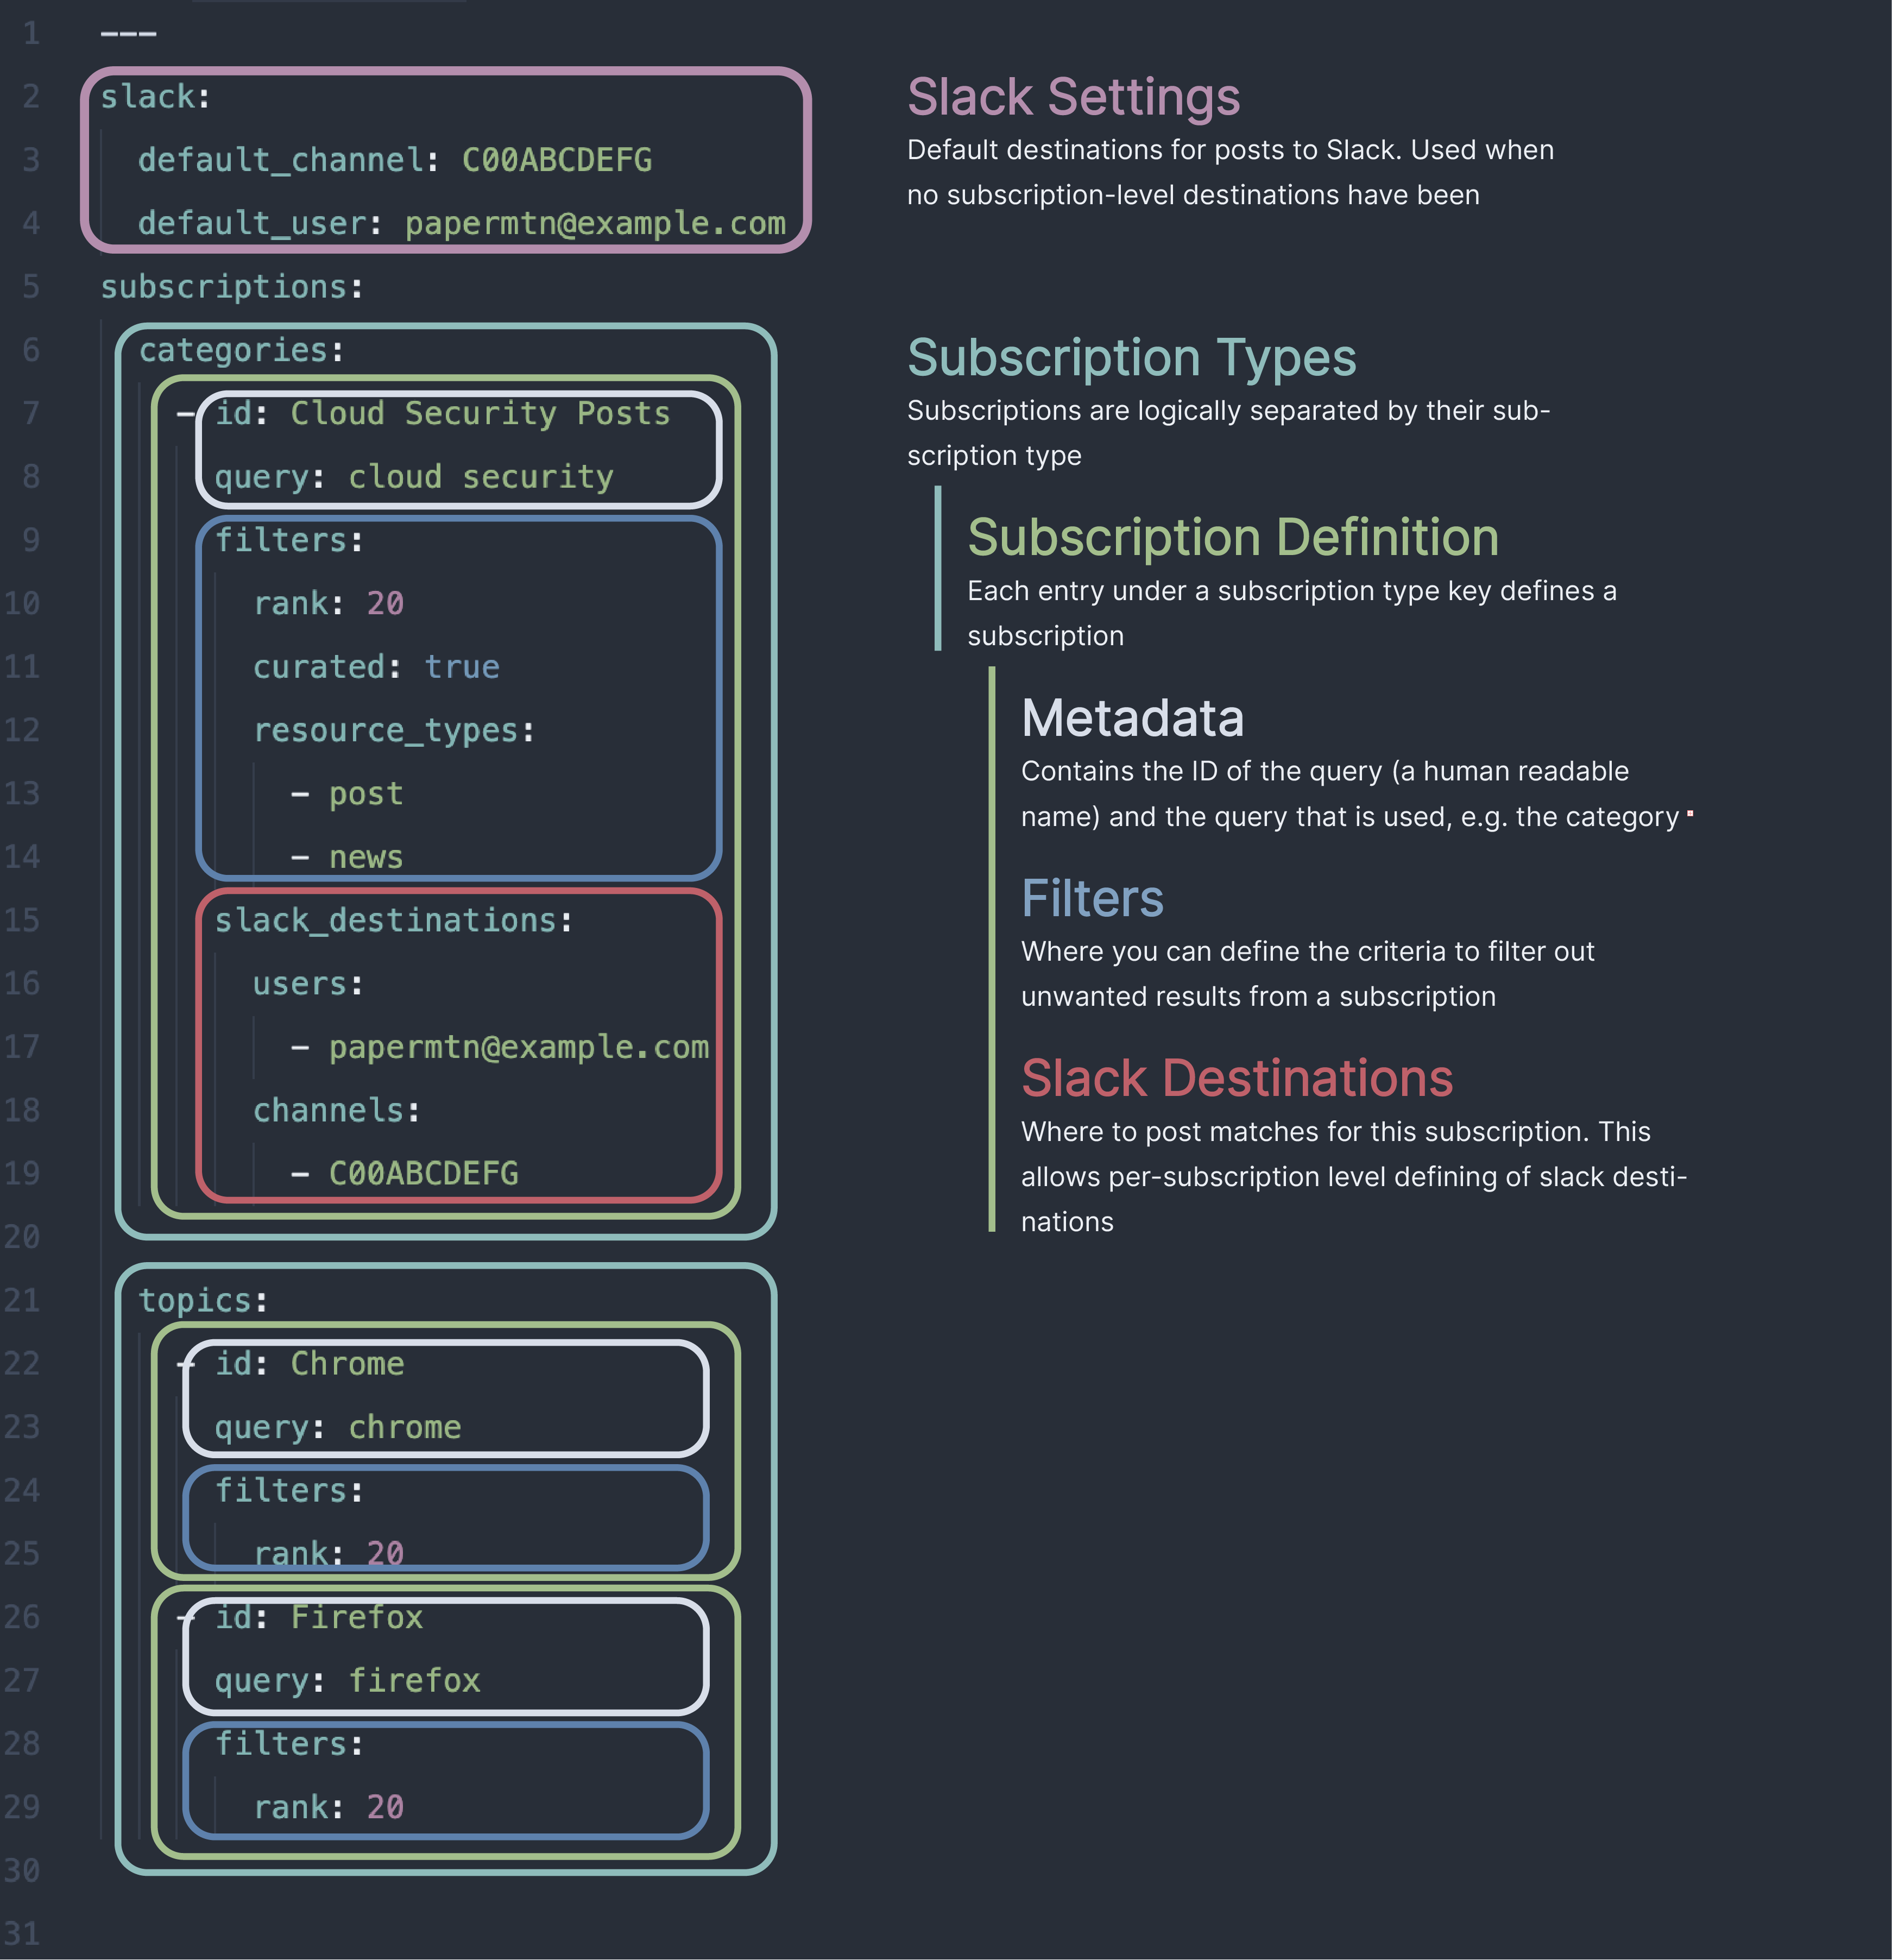 1 ---
2 slack:
3 default_channel: C00ABCDEFG
4 default_user: papermtn@example.com
5 subscriptions:
6 categories:
7 - id: Cloud Security Posts
8 query: cloud security
9 filters:
10 rank: 20
11 curated: true
12 resource_types:
13 - post
14 - news
15 slack_destinations:
16 users:
17 - papermtn@example.com
18 channels:
19 - C00ABCDEFG
20
21 topics:
22 - id: Chrome
23 query: chrome
24 filters:
25 rank: 20
26 - id: Firefox
27 query: firefox
28 filters:
29 rank: 20
30
31
Slack Settings
Default destinations for posts to Slack. Used when
no subscription-level destinations have been
Subscription Types
Subscriptions are logically separated by their sub-
scription type
Subscription Definition
Each entry under a subscription type key defines a
subscription
Metadata
Contains the ID of the query (a human readable
name) and the query that is used, e.g. the category
Filters
Where you can define the criteria to filter out
unwanted results from a subscription
Slack Destinations
Where to post matches for this subscription. This
allows per-subscription level defining of slack desti-
nations